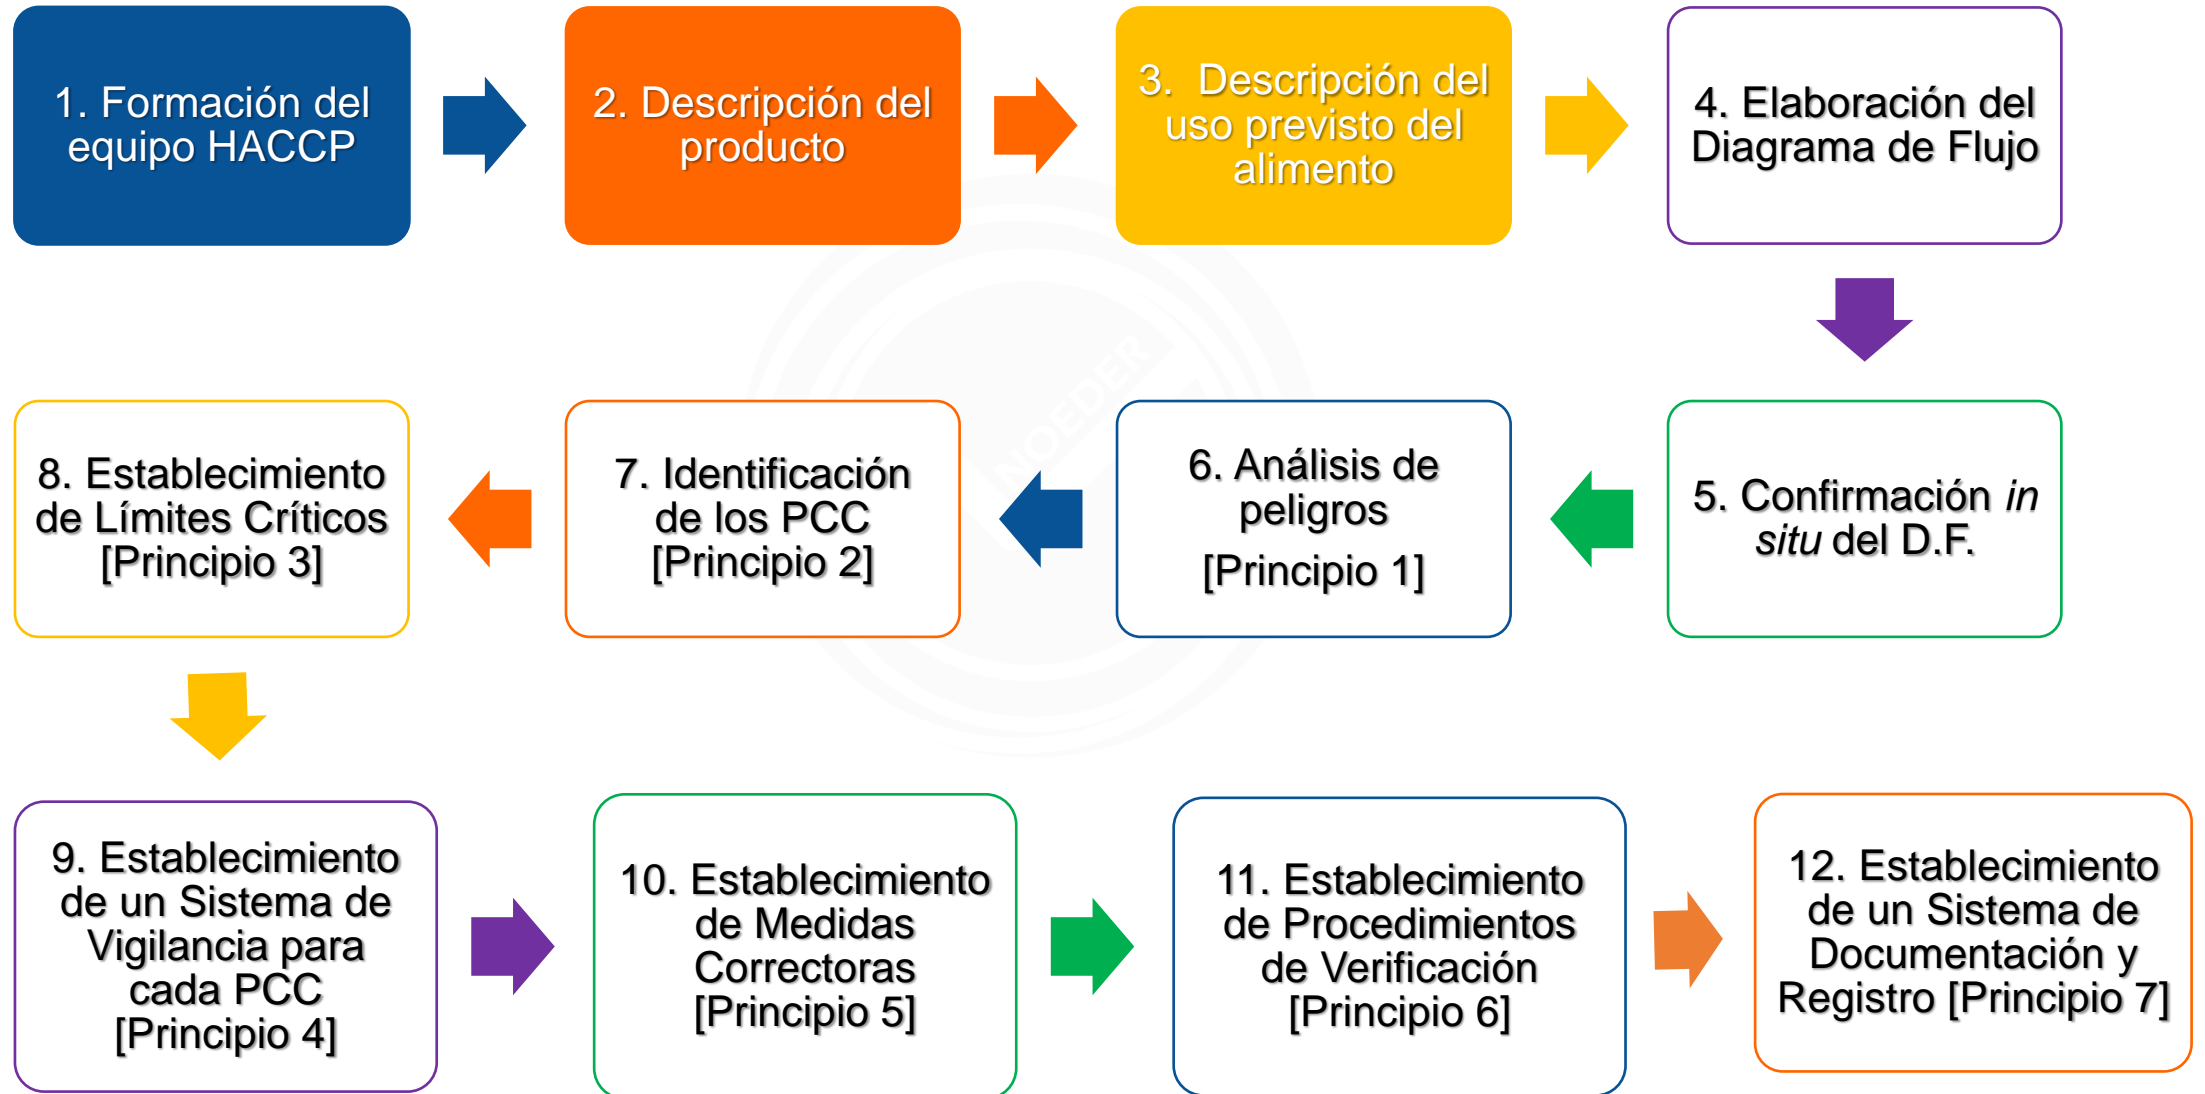 1. Formación del
equipo HACCP
2. Descripción del
producto
3. Descripción del
uso previsto del
alimento
4. Elaboración del
Diagrama de Flujo
5. Confirmación in
situ del D.F.
6. Análisis de
peligros
[Principio 1]
7. Identificación
de los PCC
[Principio 2]
8. Establecimiento
de Límites Críticos
[Principio 3]
9. Establecimiento
de un Sistema de
Vigilancia para
cada PCC
[Principio 4]
10. Establecimiento
de Medidas
Correctoras
[Principio 5]
11. Establecimiento
de Procedimientos
de Verificación
[Principio 6]
12. Establecimiento
de un Sistema de
Documentación y
Registro [Principio 7]
NOEDER